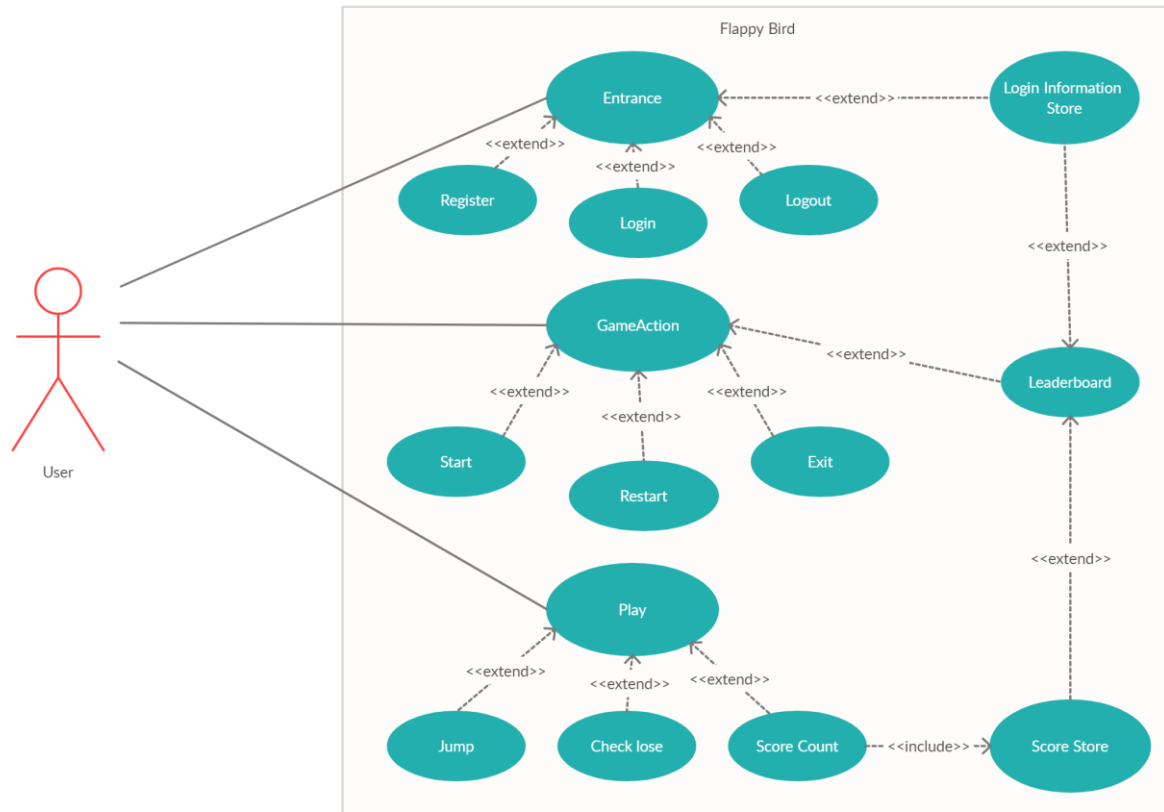 Flappy Bird
Entrance
<<extend>>
Login Information
Store
<<extend>>
<<extend>>
<<extend>>
Register
Login
Logout
<<extend>>
User
GameAction
<<extend>>
Leaderboard
<<extend>>
<<extend>>
<<extend>>
Start
Restart
Exit
<<extend>>
Play
<<extend>>
<<extend>>
<<extend>>
Jump
Check lose
Score Count
<<include>>
Score Store